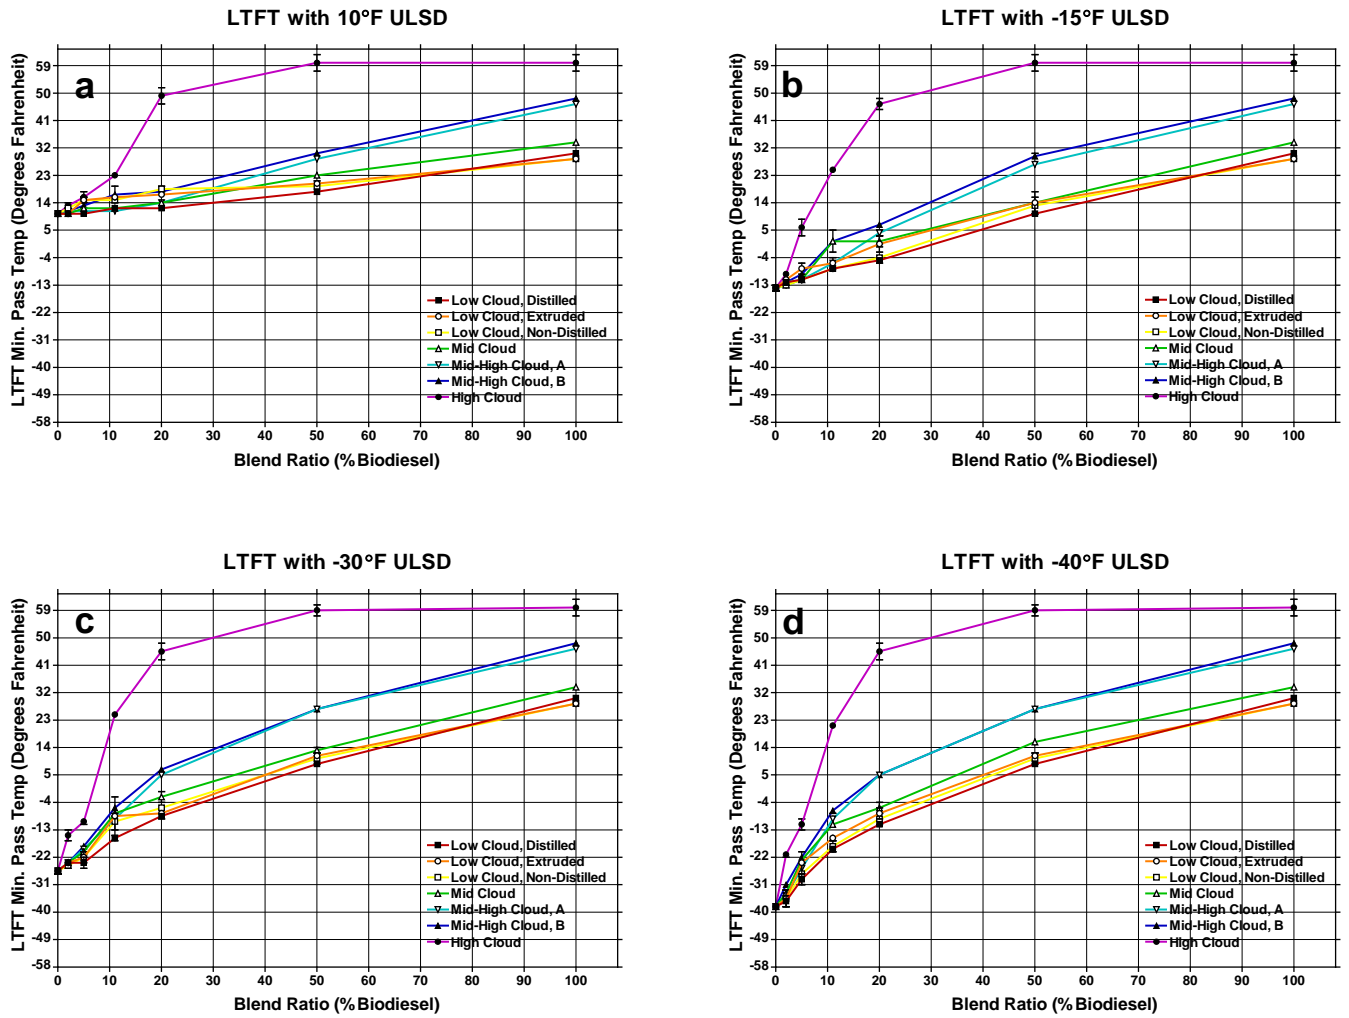 LTFT with 10°F ULSD
a
LTFT Min. Pass Temp (Degrees Fahrenheit)
59
50
41
32
23
14
5
-4
-13
-22
-31
-40
-49
-58
Low Cloud, Distilled
Low Cloud, Extruded
Low Cloud, Non-Distilled
Mid Cloud
Mid-High Cloud, A
Mid-High Cloud, B
High Cloud
0 10 20 30 40 50 60 70 80 90 100
Blend Ratio (% Biodiesel)
LTFT with -15°F ULSD
b
LTFT Min. Pass Temp (Degrees Fahrenheit)
59
50
41
32
23
14
5
-4
-13
-22
-31
-40
-49
-58
Low Cloud, Distilled
Low Cloud, Extruded
Low Cloud, Non-Distilled
Mid Cloud
Mid-High Cloud, A
Mid-High Cloud, B
High Cloud
0 10 20 30 40 50 60 70 80 90 100
Blend Ratio (% Biodiesel)
LTFT with -30°F ULSD
c
LTFT Min. Pass Temp (Degrees Fahrenheit)
59
50
41
32
23
14
5
-4
-13
-22
-31
-40
-49
-58
Low Cloud, Distilled
Low Cloud, Extruded
Low Cloud, Non-Distilled
Mid Cloud
Mid-High Cloud, A
Mid-High Cloud, B
High Cloud
0 10 20 30 40 50 60 70 80 90 100
Blend Ratio (% Biodiesel)
LTFT with -40°F ULSD
d
LTFT Min. Pass Temp (Degrees Fahrenheit)
59
50
41
32
23
14
5
-4
-13
-22
-31
-40
-49
-58
Low Cloud, Distilled
Low Cloud, Extruded
Low Cloud, Non-Distilled
Mid Cloud
Mid-High Cloud, A
Mid-High Cloud, B
High Cloud
0 10 20 30 40 50 60 70 80 90 100
Blend Ratio (% Biodiesel)